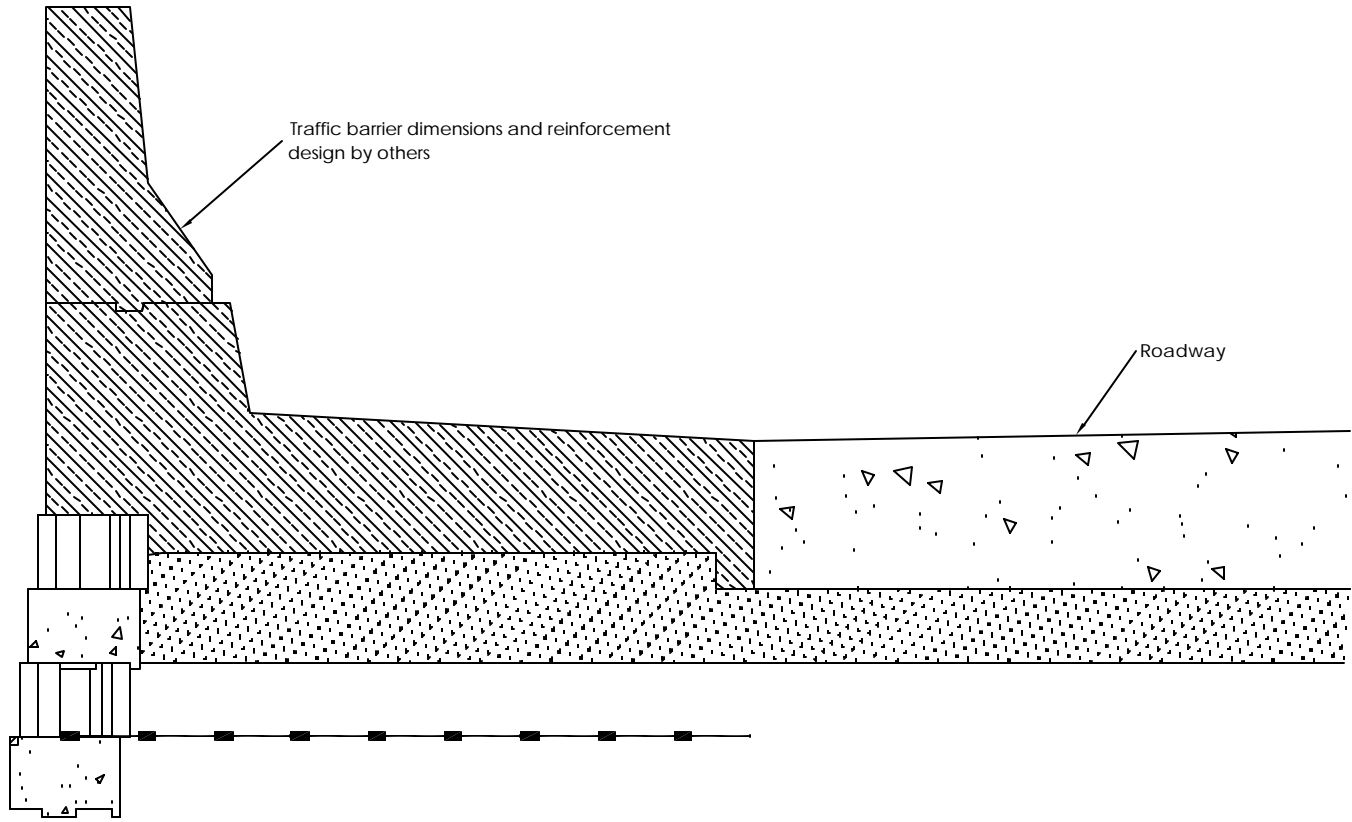 Traffic barrier dimensions and reinforcement
design by others
Roadway